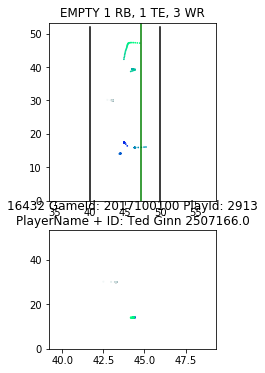 EMPTY 1 RB, 1 TE, 3 WR
50
40
30
20
10
0
35 40 45 50 55
16432 GameId: 2017100100 PlayId: 2913
PlayerName + ID: Ted Ginn 2507166.0
40
20
0
40.0 42.5 45.0 47.5